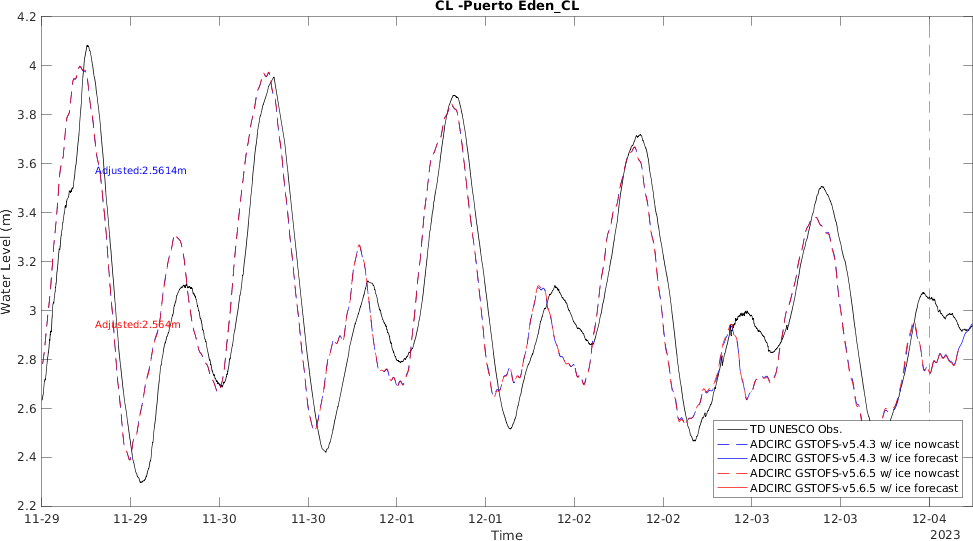 CL -Puerto Eden_CL
4.2
4
3.8
3.6
3.4
3.2
3
2.8
2.6
2.4
2.2
Water Level (m)
Adjusted:2.5614m
Adjusted:2.564m
TD UNESCO Obs.
ADCIRC GSTOFS-v5.4.3 w/ ice nowcast
ADCIRC GSTOFS-v5.4.3 w/ ice forecast
ADCIRC GSTOFS-v5.6.5 w/ ice nowcast
ADCIRC GSTOFS-v5.6.5 w/ ice forecast
11-29 11-29 11-30 11-30 12-01 12-01 12-02 12-02 12-03 12-03 12-04
2023
Time